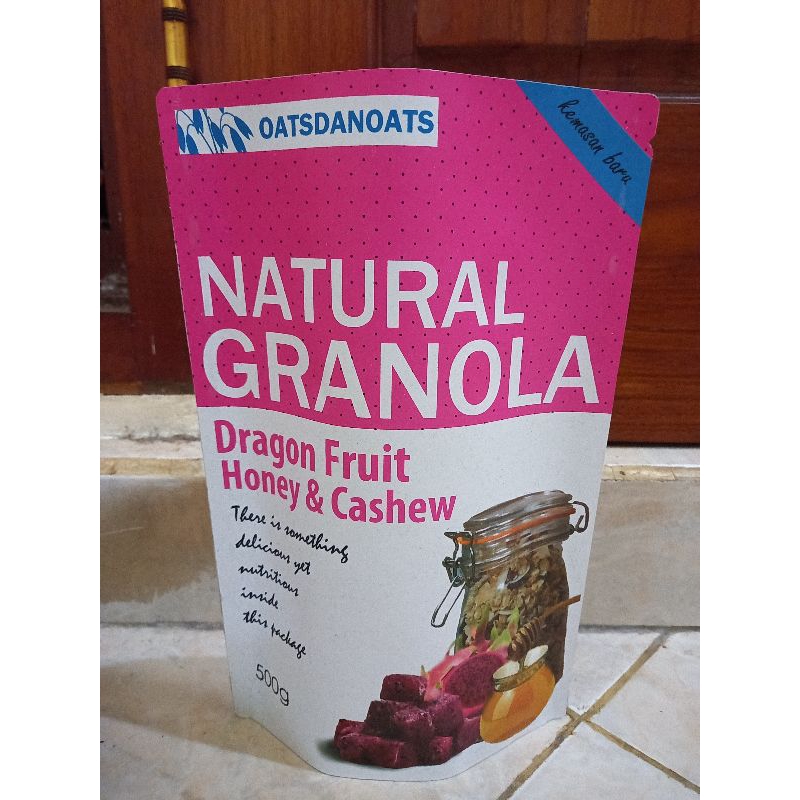 OATSDANOATS
kemasan baru
NATURAL
GRANOLA
Dragon Fruit
Honey & Cashew
There is something
delicious yet
nutritious
inside
this package
500g